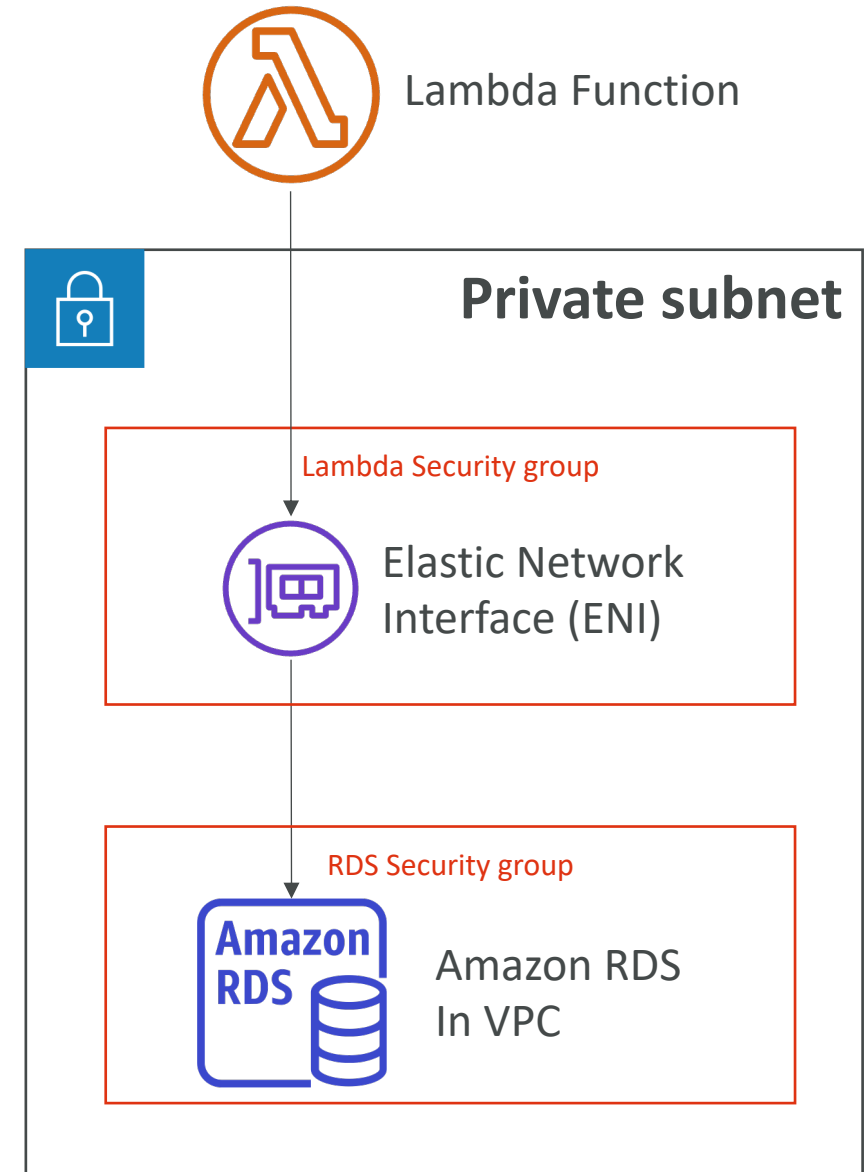 Lambda Function
Private subnet
Lambda Security group
Elastic Network
Interface (ENI)
RDS Security group
Amazon
RDS
Amazon RDS
In VPC